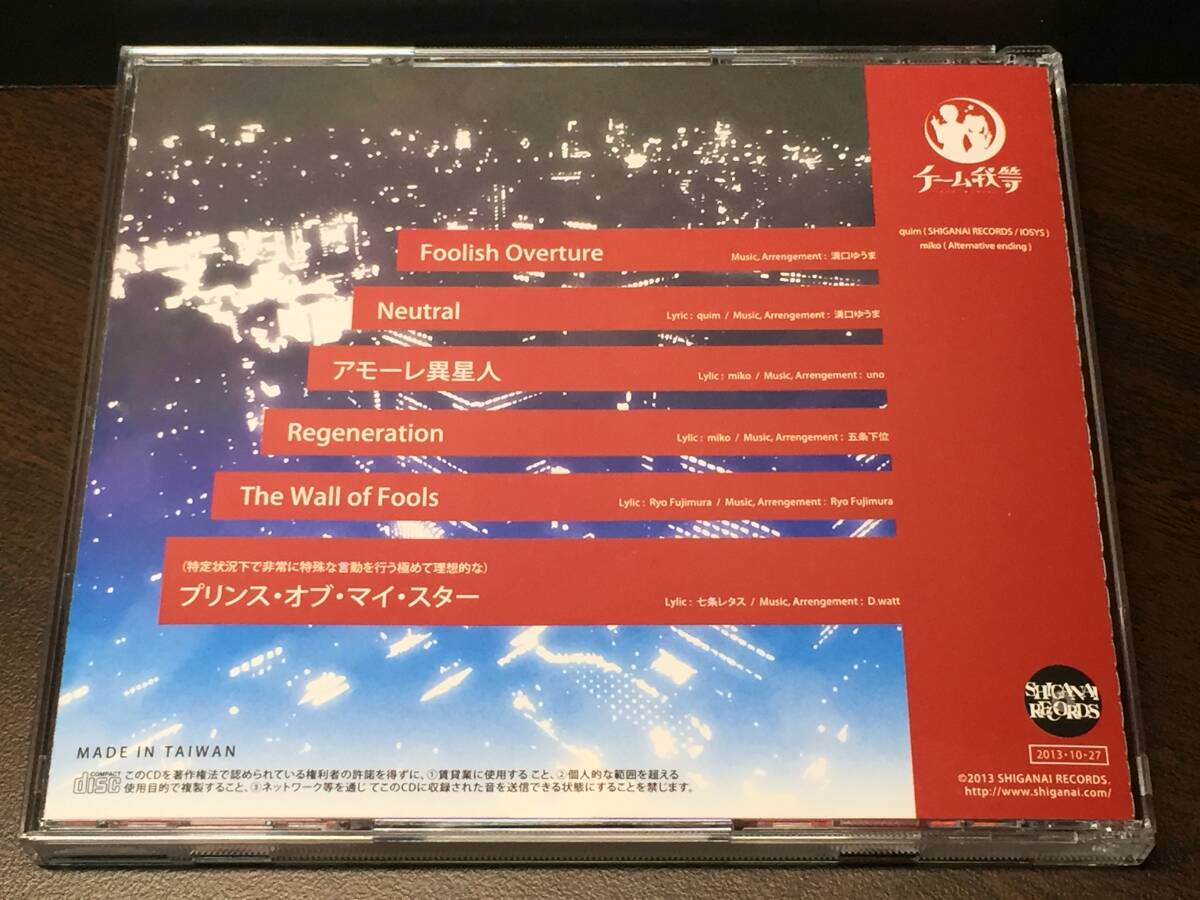 チーム我等
quim ( SHIGANAI RECORDS / IOSYS )
miko ( Alternative ending )
Foolish Overture
Music, Arrangement : 溝口ゆうま
Neutral
Lyric : quim / Music, Arrangement : 溝口ゆうま
アモーレ異星人
Lylic : miko / Music, Arrangement : uno
Regeneration
Lylic : miko / Music, Arrangement : 五条下位
The Wall of Fools
Lylic : Ryo Fujimura / Music, Arrangement : Ryo Fujimura
（特定状況下で非常に特殊な言動を行う極めて理想的な）
プリンス・オブ・マイ・スター
Lylic : 七条レタス / Music, Arrangement : D.watt
SHIGANAI
RECORDS
2013・10・27
©2013 SHIGANAI RECORDS.
http://www.shiganai.com/
MADE IN TAIWAN
COMPACT
disc
このCDを著作権法で認められている権利者の許諾を得ずに、①賃貸業に使用する こと、②個人的な範囲を超える
使用目的で複製すること、③ネットワーク等を通じ てこのCDに収録された音を送信できる状態にすることを禁じます。